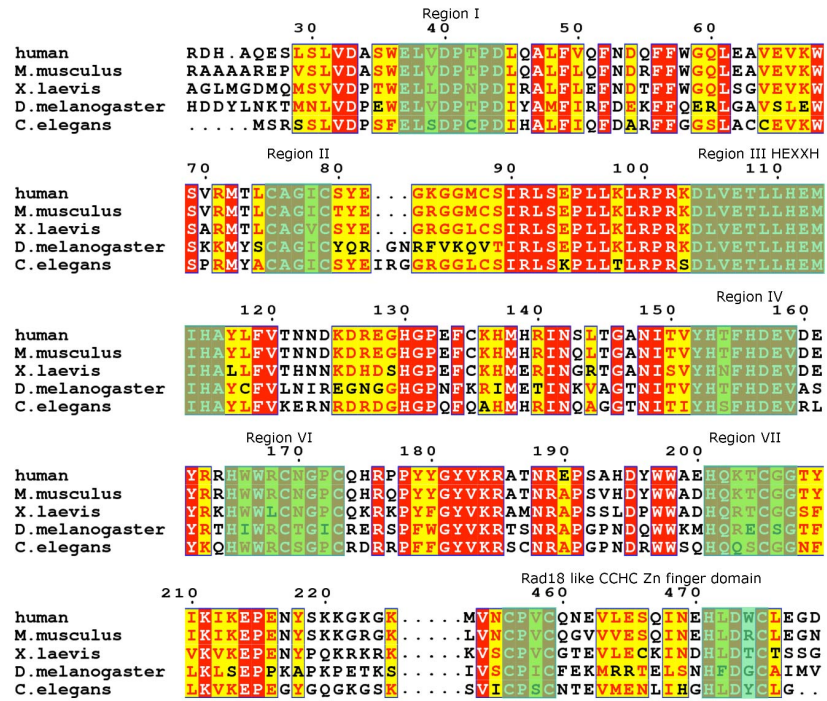 Region I
30 40 50 60
human RDH.AQESLSLVDASWELVDPTPDLQALFVQFNDQFFWGQLEAVEVKW
M.musculus RAAAAREPVSLVDASWELVDPTPDLQALFLQFNDRFFWGQLEAVEVKW
X.laevis AGLMGDMQMSVVDPTWELLDPNPDIRALFLEFNDTFFWGQLSGVEVKW
D.melanogaster HDDYLNKTMNLVDPEWELVDPTPDIYAMFIRFDEKFFQERLGAVSLEW
C.elegans .....MSRSSLVDPSFELSDPCPDIHALFIQFDARFFGGSLACCEVKW
Region II Region III HEXXH
70 80 90 100 110
human SVRMTLCAGICSYE...GKGGMCSIRLSEPLLKLRPRKDLVETLLHEM
M.musculus SVRMTLCAGICTYE...GRGGMCSIRLSEPLLKLRPRKDLVETLLHEM
X.laevis SARMTLCAGVCSYE...GRGGLCSIRLSEPLLKLRPRKDLVETLLHEM
D.melanogaster SKKMYSCAGICYQR.GNRFVKQVTIRLSEPLLKLRPRKDLVETLLHEM
C.elegans SPRMYACAGICSYEIRGGRGGLCSIRLSKPLLTLRPRSDLVETLLHEM
Region IV
120 130 140 150 160
human IHAYLFVTNNDKDREGHGPEFCKHMHRINSLTGANITVYHTFHDEVDE
M.musculus IHAYLFVTNNDKDREGHGPEFCKHMHRINQLTGANITVYHTFHDEVDE
X.laevis IHALLFVTHNNKDHDSHGPEFCKHMERINGRTGANISVYHNFHDEVDE
D.melanogaster IHAYCFVLNIREGNGGHGPNFKRIMETINKVAGTNITVYHTFHDEVAS
C.elegans IHAYLFVKERNRDRDGHGPQFQAHMHRINQAGGTNITIYHSFHDEVRL
Region VI Region VII
170 180 190 200
human YRRHWWRCNGPCQHRPPYYGYVKRATNREPSAHDYWWAEHQKTCGGTY
M.musculus YRRHWWRCNGPCQHRQPYYGYVKRATNRAPSVHDYWWADHQKTCGGTY
X.laevis YRKHWWLCNGPCQKRKPYFGYVKRAMNRAPSSLDPWWADHQRTCGGSF
D.melanogaster YRTHIWRCTGICRERSPFWGYVKRTSNRAPGPNDQWWKMHQRECSGTF
C.elegans YKQHWWRCSGPCRDRRPFFGYVKRSCNRAPGPNDRWWSQHQQSCGGNF
Rad18 like CCHC Zn finger domain
210 220 460 470
human IKIKEPENYSKKGKGK.....MVNCPVCQNEVLESQINEHLDWCLEGD
M.musculus IKIKEPENYSKKGRGK.....LVNCPVCQGVVVESQINEHLDRCLEGN
X.laevis VKVKEPENYPQKRKRK.....KVSCPVCGTEVLECKINDHLDTCTSSG
D.melanogaster LKLSEPPKAPKPETKS.....IVSCPICFEKMRRTELSNHFDGCAIMV
C.elegans LKVKEPEGYGQKGKSK.....SVICPSCNTEVMENLIHGHLDYCLG..